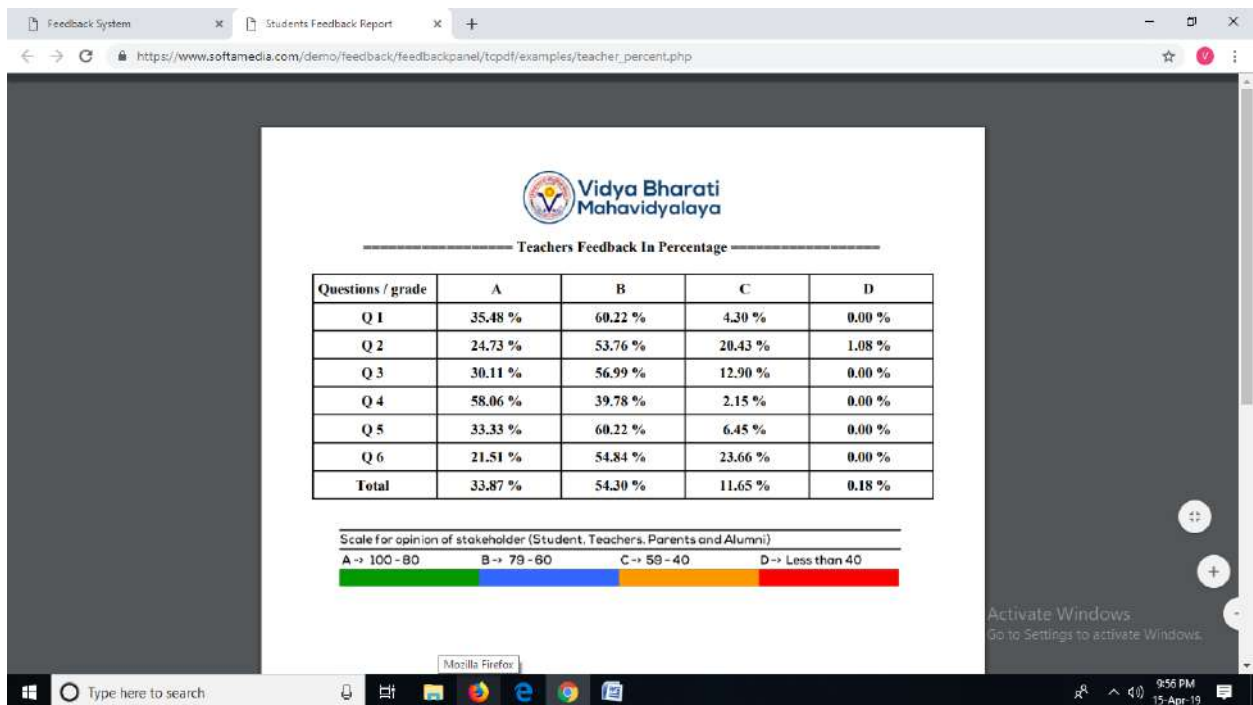 Feedback System × Students Feedback Report × +
https://www.softamedia.com/demo/feedback/feedbackpanel/tcpdf/examples/teacher_percent.php V
Vidya Bharati
Mahavidyalaya
================== Teachers Feedback In Percentage ==================
Questions / grade A B C D
Q 1 35.48 % 60.22 % 4.30 % 0.00 %
Q 2 24.73 % 53.76 % 20.43 % 1.08 %
Q 3 30.11 % 56.99 % 12.90 % 0.00 %
Q 4 58.06 % 39.78 % 2.15 % 0.00 %
Q 5 33.33 % 60.22 % 6.45 % 0.00 %
Q 6 21.51 % 54.84 % 23.66 % 0.00 %
Total 33.87 % 54.30 % 11.65 % 0.18 %
Scale for opinion of stakeholder (Student, Teachers, Parents and Alumni)
A -> 100 - 80 B -> 79 - 60 C -> 59 - 40 D -> Less than 40
Activate Windows
Go to Settings to activate Windows.
Mozilla Firefox
Type here to search 9:56 PM
15-Apr-19